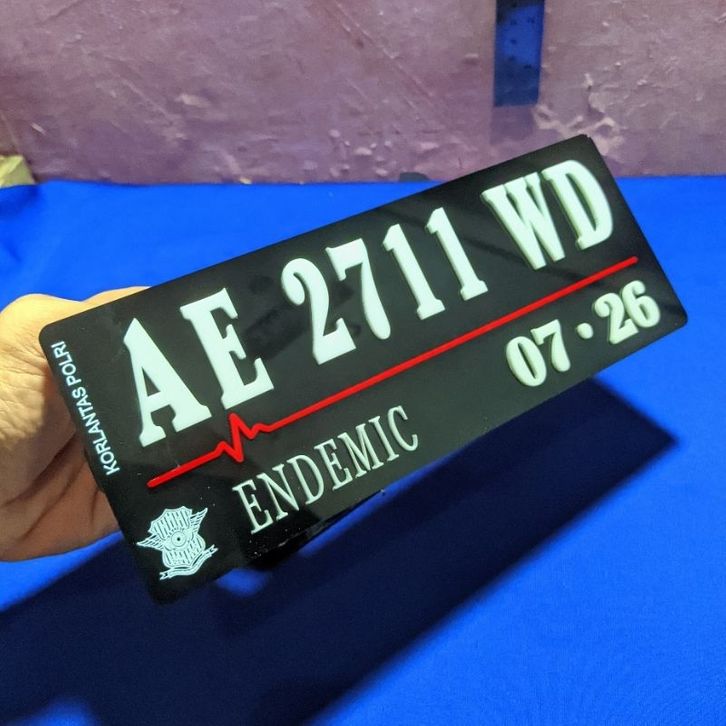 AE 2711 WD
07 • 26
ENDEMIC
KORLANTAS POLRI